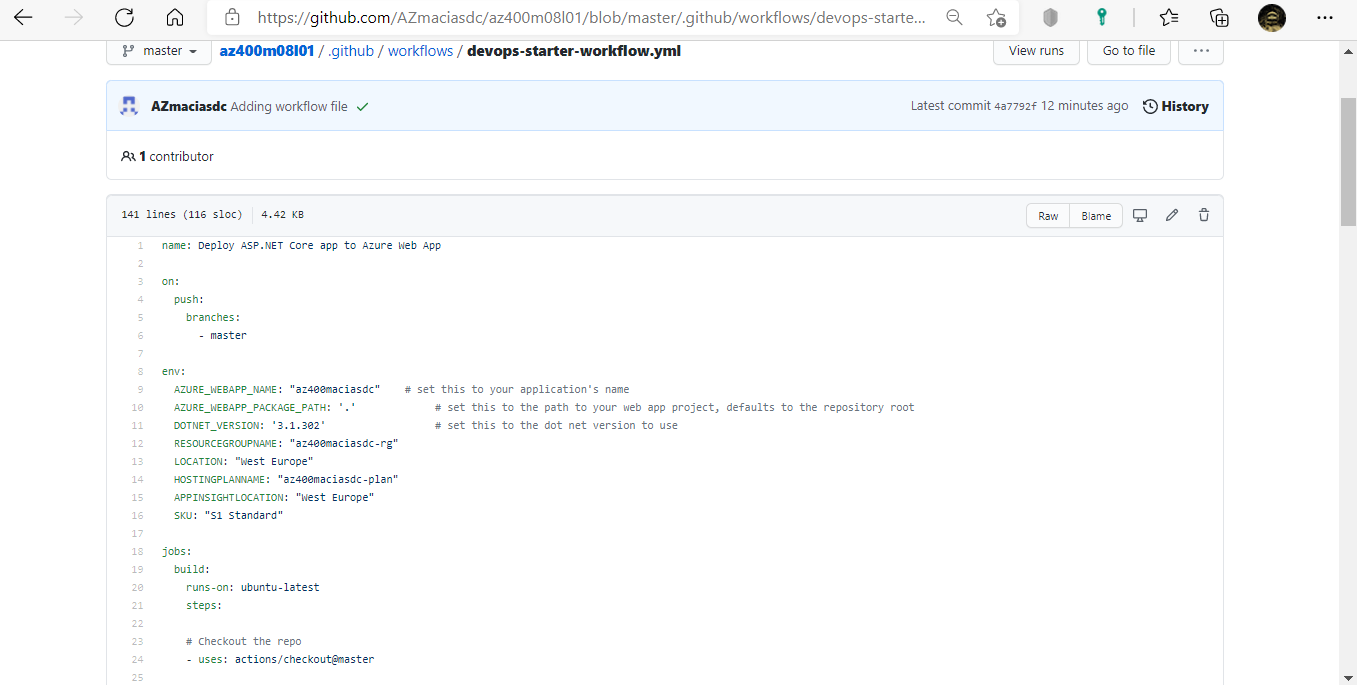 https://github.com/AZmaciasdc/az400m08l01/blob/master/.github/workflows/devops-starte...
master az400m08l01 / .github / workflows / devops-starter-workflow.yml View runs Go to file ...
AZmaciasdc Adding workflow file Latest commit 4a7792f 12 minutes ago History
1 contributor
141 lines (116 sloc) 4.42 KB Raw Blame
1 name: Deploy ASP.NET Core app to Azure Web App
2
3 on:
4 push:
5 branches:
6 - master
7
8 env:
9 AZURE_WEBAPP_NAME: "az400maciasdc" # set this to your application's name
10 AZURE_WEBAPP_PACKAGE_PATH: '.' # set this to the path to your web app project, defaults to the repository root
11 DOTNET_VERSION: '3.1.302' # set this to the dot net version to use
12 RESOURCEGROUPNAME: "az400maciasdc-rg"
13 LOCATION: "West Europe"
14 HOSTINGPLANNAME: "az400maciasdc-plan"
15 APPINSIGHTLOCATION: "West Europe"
16 SKU: "S1 Standard"
17
18 jobs:
19 build:
20 runs-on: ubuntu-latest
21 steps:
22
23 # Checkout the repo
24 - uses: actions/checkout@master
25